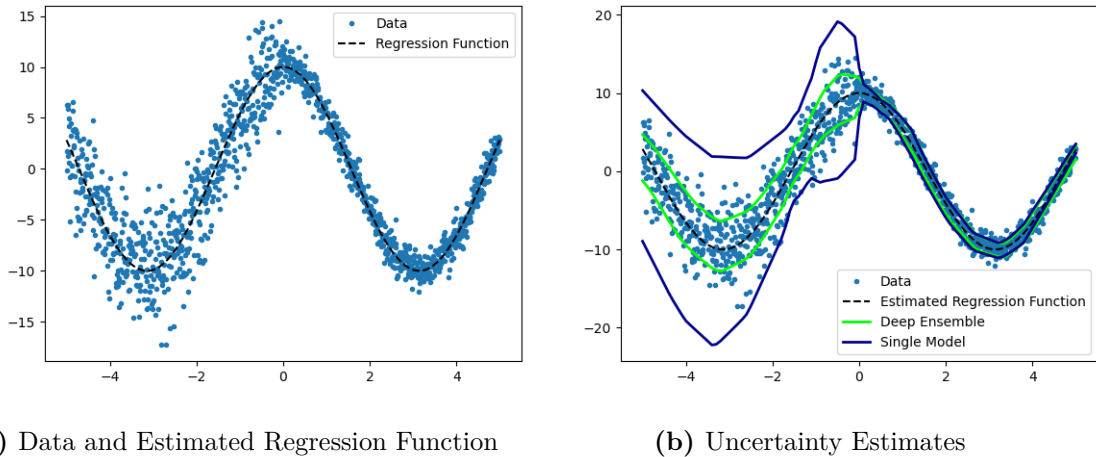 15
10
5
0
−5
−10
−15
−4
−2
0
2
4
Data
Regression Function
20
10
0
−10
−20
−4
−2
0
2
4
Data
Estimated Regression Function
Deep Ensemble
Single Model
) Data and Estimated Regression Function
(b) Uncertainty Estimates